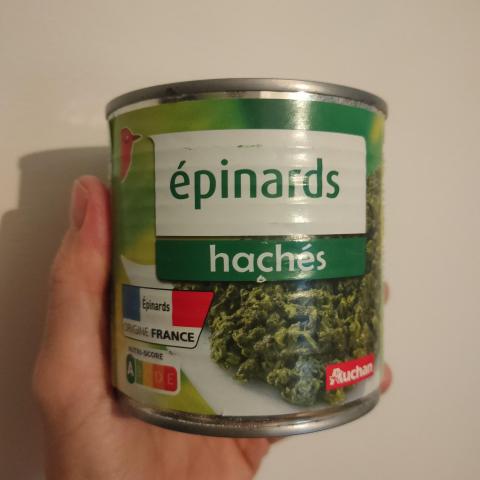 épinards
hachés
Épinards
ORIGINE FRANCE
NUTRI-SCORE
A D E
Auchan